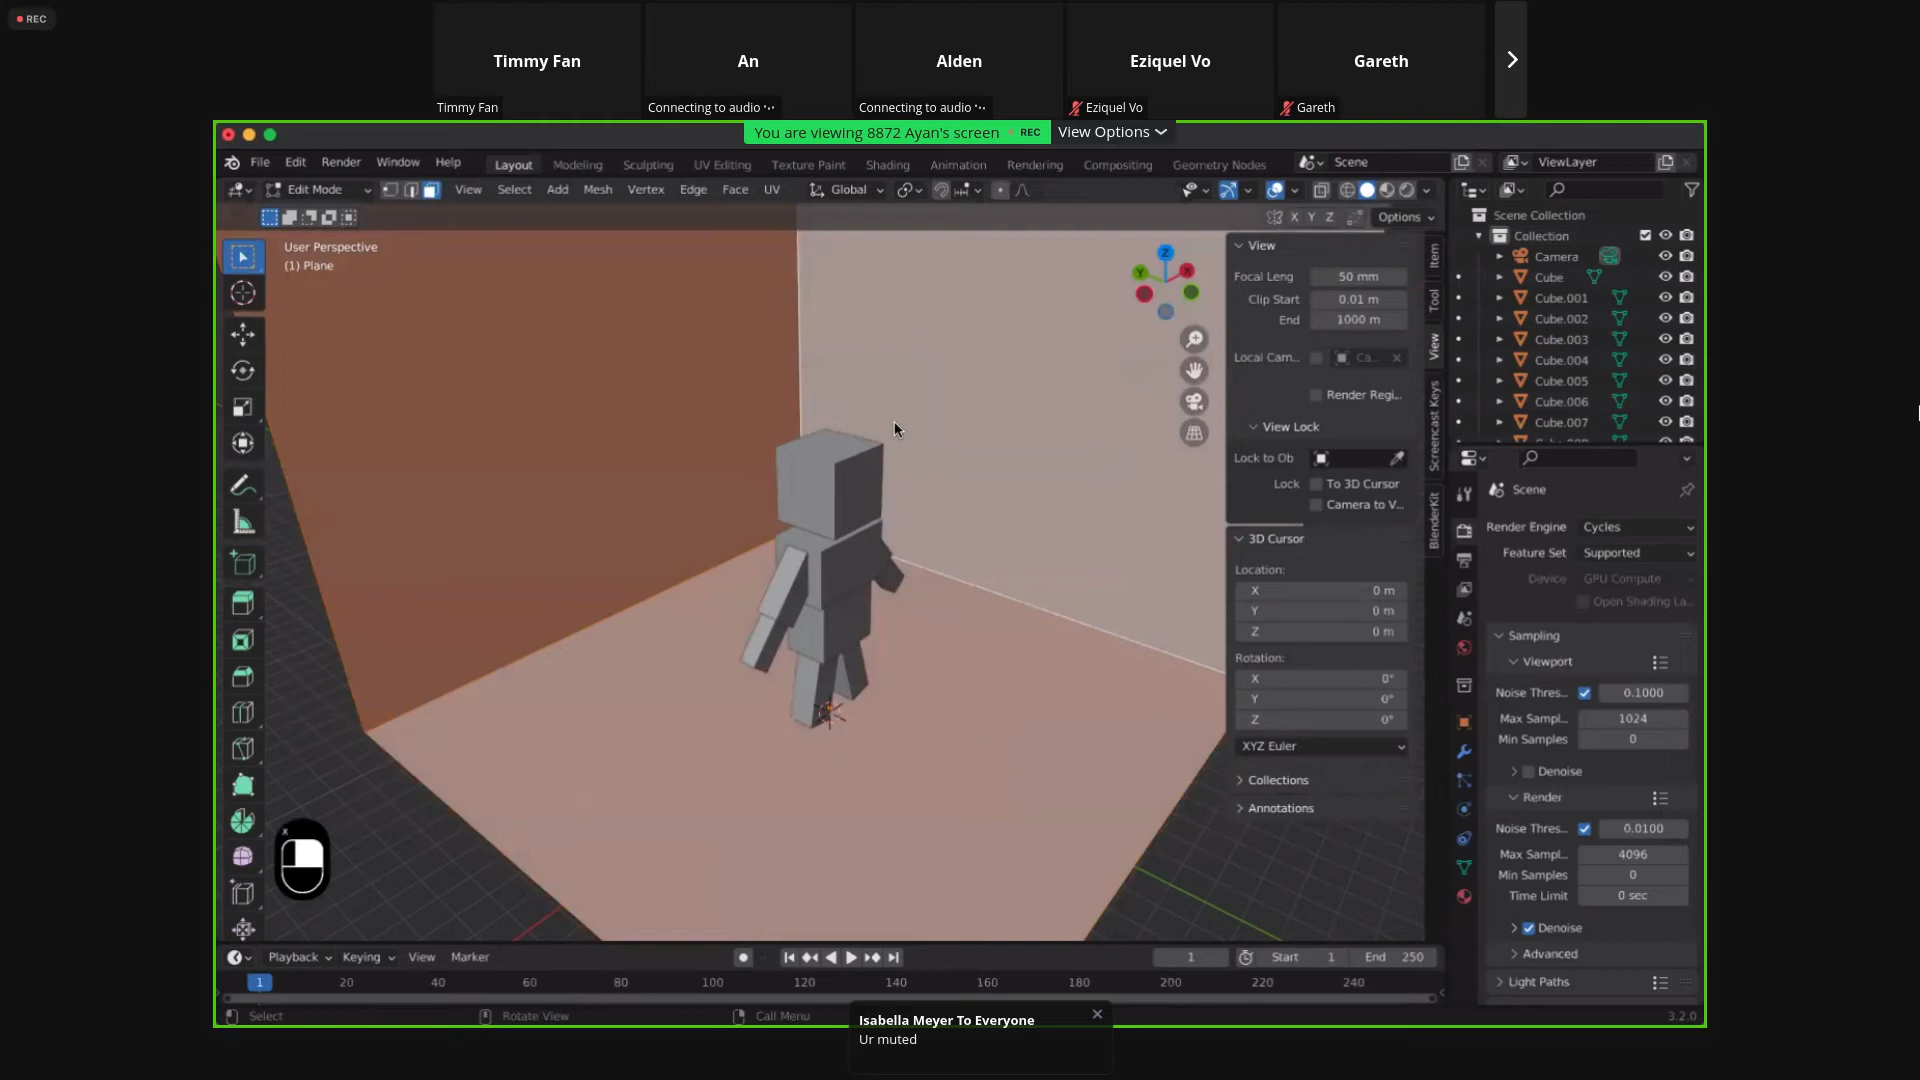 REC
Timmy Fan
An
Alden
Eziquel Vo
Gareth
Timmy Fan
Connecting to audio ···
Connecting to audio ···
Eziquel Vo
Gareth
You are viewing 8872 Ayan's screen
REC
View Options
File Edit Render Window Help
Layout Modeling Sculpting UV Editing Texture Paint Shading Animation Rendering Compositing Geometry Nodes
Scene
ViewLayer
Edit Mode
View Select Add Mesh Vertex Edge Face UV
Global
X Y Z
Options
User Perspective
(1) Plane
Z
Y
X
View
Focal Leng 50 mm
Clip Start 0.01 m
End 1000 m
Local Cam... Ca...
Render Regi...
View Lock
Lock to Ob
Lock To 3D Cursor
Camera to V...
3D Cursor
Location:
X 0 m
Y 0 m
Z 0 m
Rotation:
X 0°
Y 0°
Z 0°
XYZ Euler
Collections
Annotations
Item
Tool
View
Screencast Keys
BlenderKit
Scene Collection
Collection
Camera
Cube
Cube.001
Cube.002
Cube.003
Cube.004
Cube.005
Cube.006
Cube.007
Scene
Render Engine Cycles
Feature Set Supported
Device GPU Compute
Open Shading La...
Sampling
Viewport
Noise Thres... 0.1000
Max Sampl... 1024
Min Samples 0
Denoise
Render
Noise Thres... 0.0100
Max Sampl... 4096
Min Samples 0
Time Limit 0 sec
Denoise
Advanced
Light Paths
x
Playback Keying View Marker
1
Start 1
End 250
1 20 40 60 80 100 120 140 160 180 200 220 240
Select
Rotate View
Call Menu
3.2.0
Isabella Meyer To Everyone
Ur muted